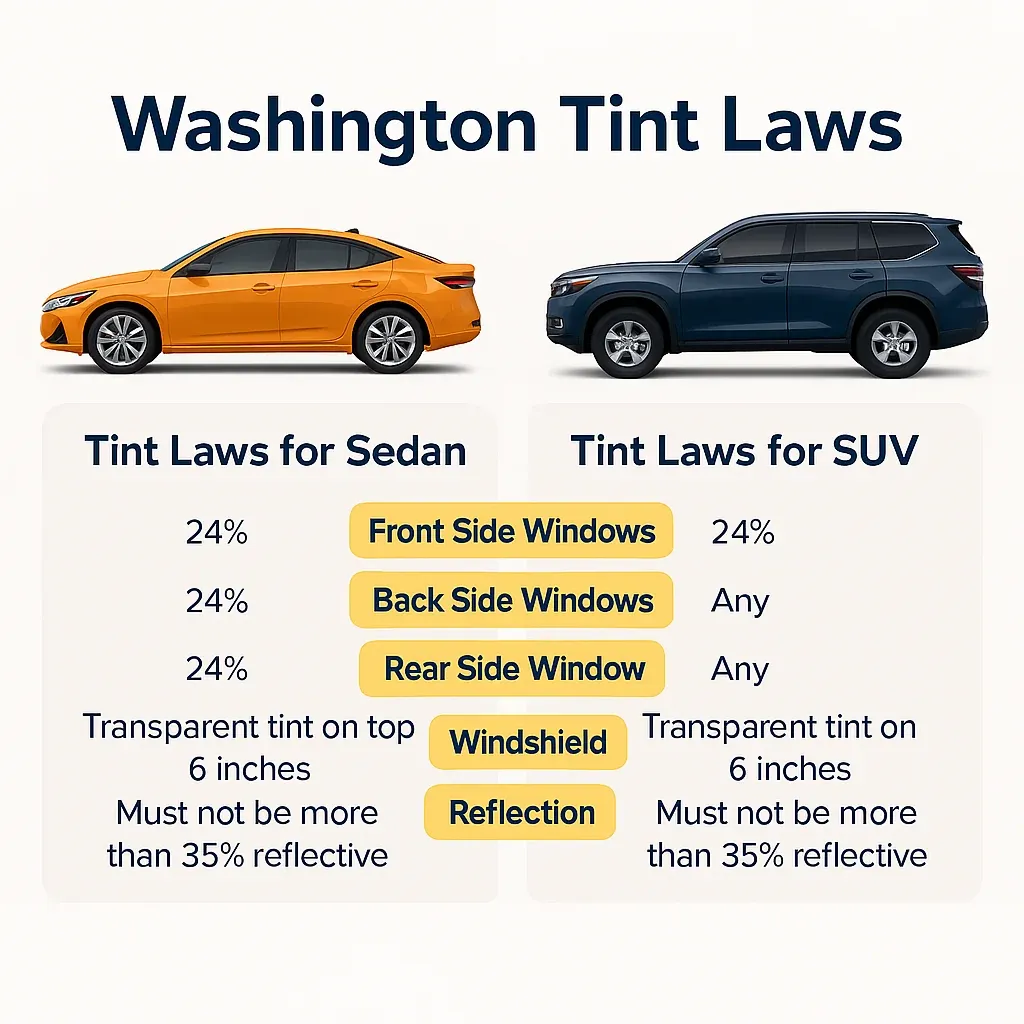 Washington Tint Laws
Tint Laws for Sedan
Tint Laws for SUV
24% Front Side Windows 24%
24% Back Side Windows Any
24% Rear Side Window Any
Transparent tint on top
6 inches
Windshield
Transparent tint on
6 inches
Must not be more
than 35% reflective
Reflection
Must not be more
than 35% reflective